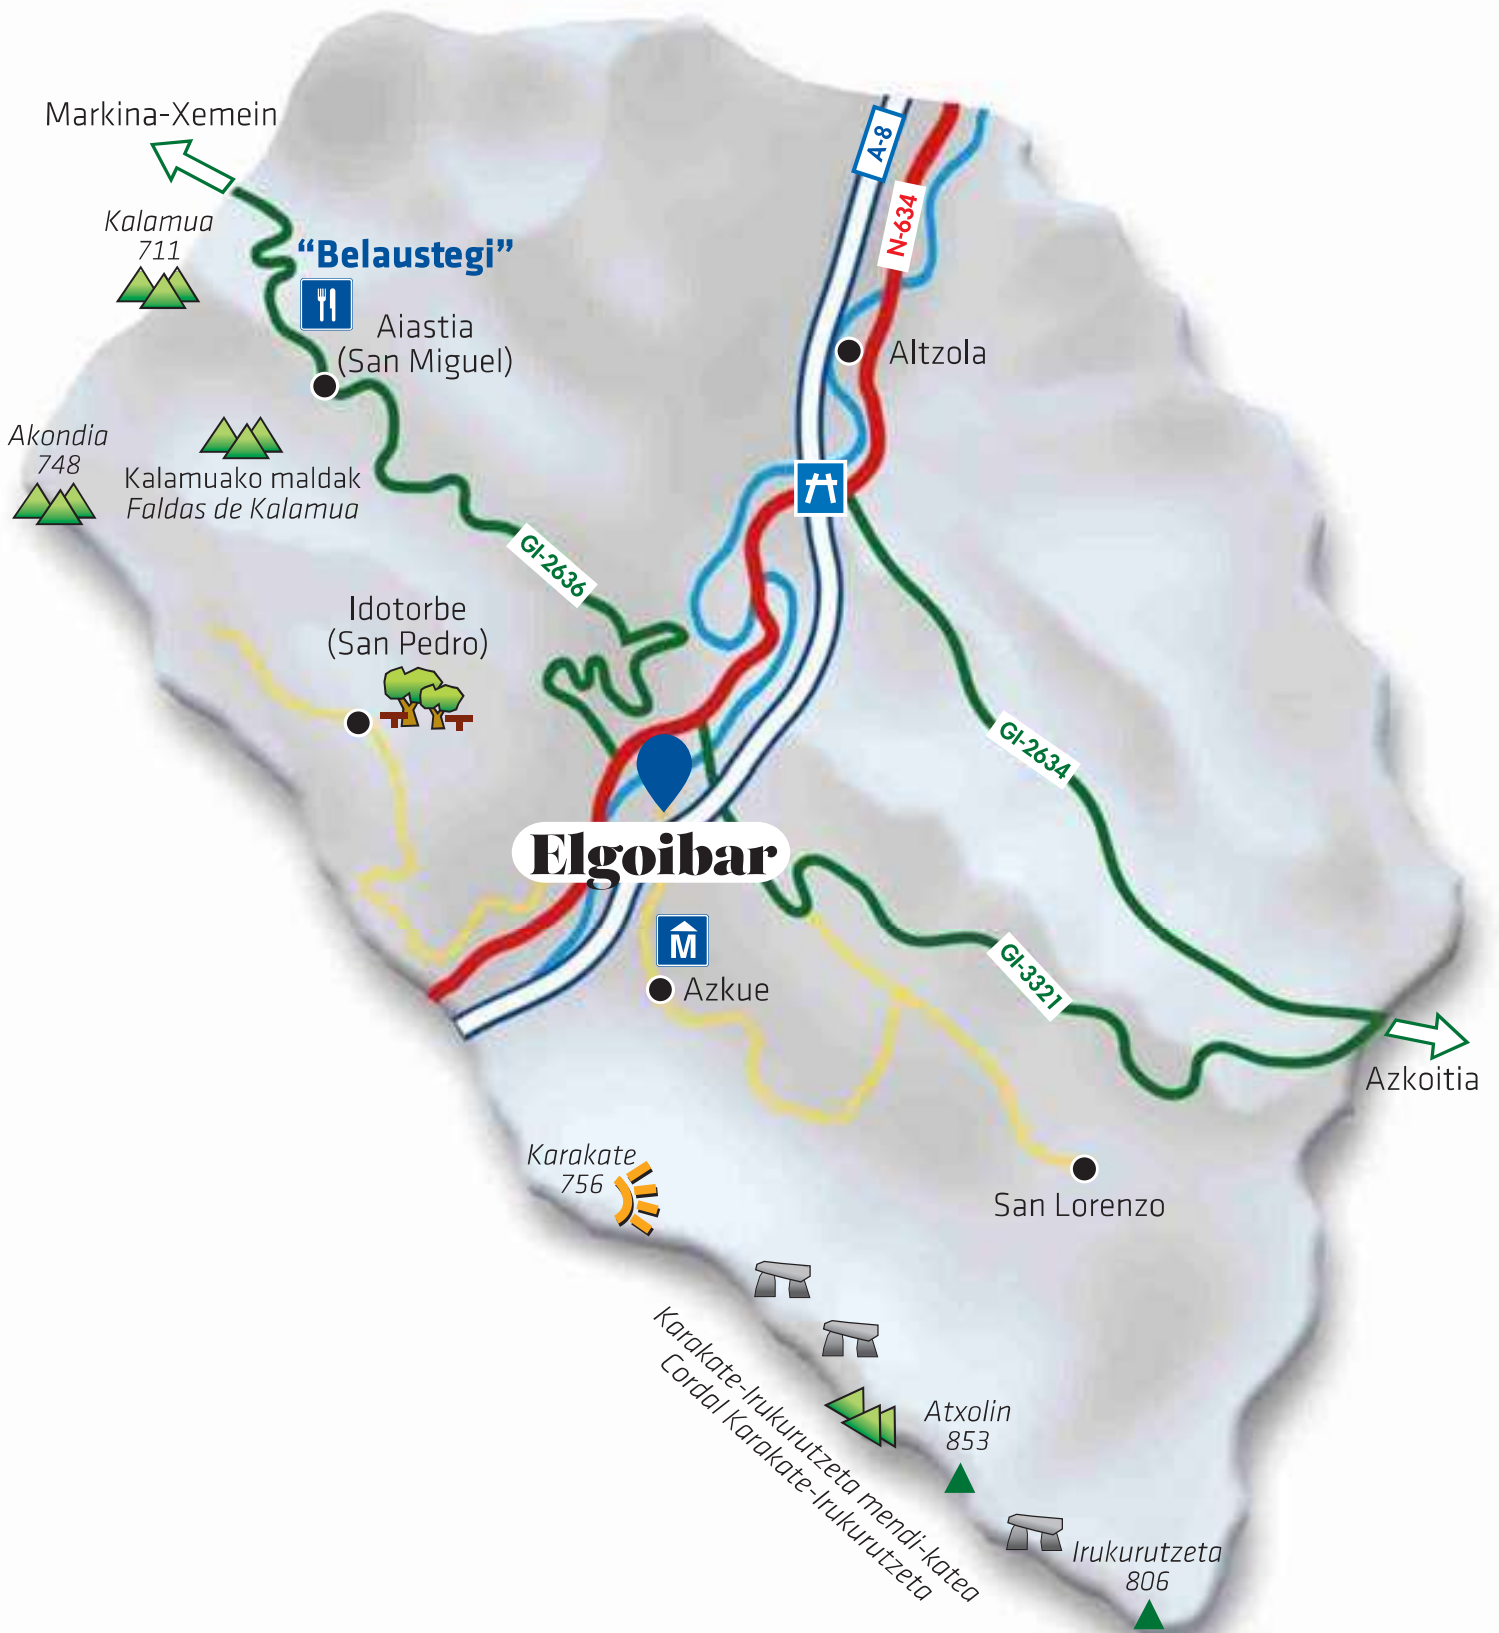 Markina-Xemein
A-8
N-634
Kalamua
711
“Belaustegi”
Aiastia
(San Miguel)
Altzola
Akondia
748
Kalamuako maldak
Faldas de Kalamua
GI-2636
Idotorbe
(San Pedro)
GI-2634
Elgoibar
M
Azkue
GI-3321
Azkoitia
Karakate
756
San Lorenzo
Karakate-Irukurutzeta mendi-katea
Cordal Karakate-Irukurutzeta
Atxolin
853
Irukurutzeta
806